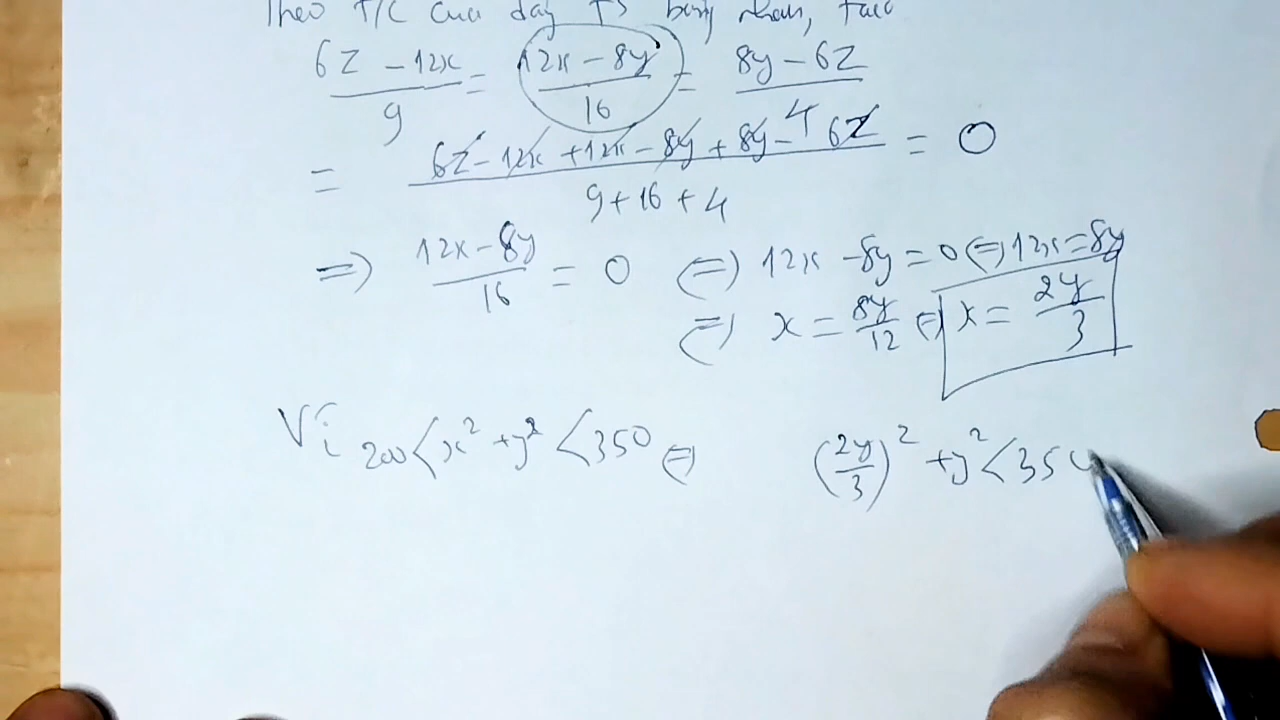 Theo T/C của dãy TS bằng nhau, ta có
6Z - 12x / 9 = 12x - 8y / 16 = 8y - 6Z / 4
= 6Z - 12x + 12x - 8y + 8y - 6Z / 9 + 16 + 4 = 0
=> 12x - 8y / 16 = 0 (=) 12x - 8y = 0 (=) 12x = 8y
(=) x = 8y/12 (=) x = 2y/3
Vì 200 < x² + y² < 350 (=) (2y/3)² + y² < 350